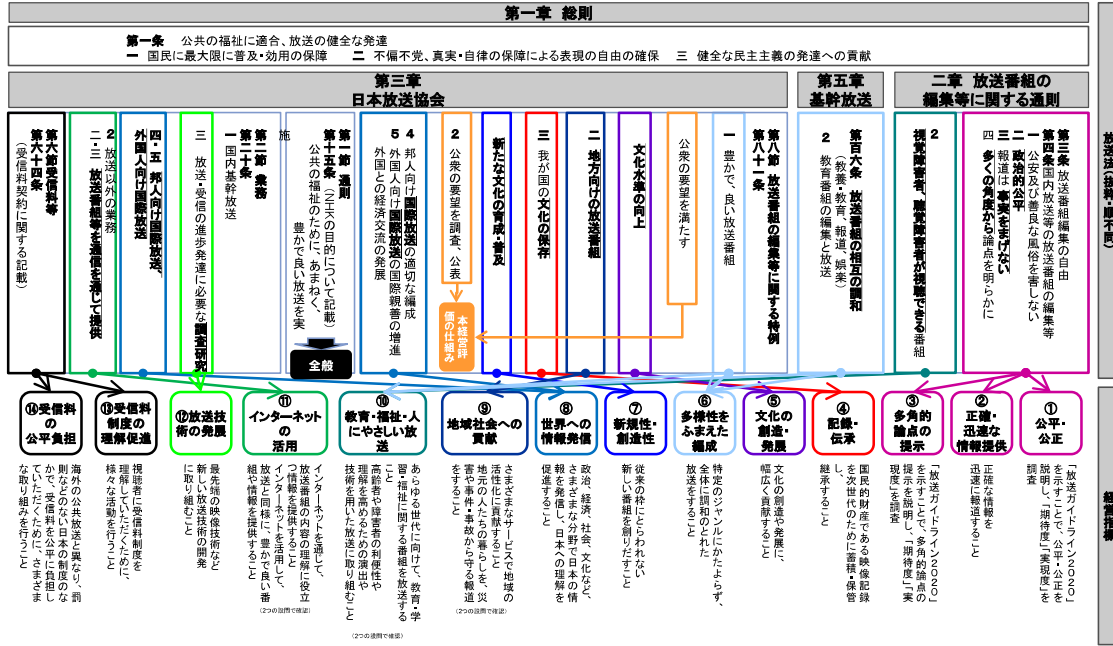 第一章 総則
第一条 公共の福祉に適合、放送の健全な発達
一 国民に最大限に普及・効用の保障 二 不偏不党、真実・自律の保障による表現の自由の確保 三 健全な民主主義の発達への貢献
放送法(抜粋・順不同)
二章 放送番組の
編集等に関する通則
第三条 放送番組編集の自由
第四条国内放送等の放送番組の編集等
一 公安及び善良な風俗を害しない
二 政治的公平
三 報道は事実をまげない
四 多くの角度から論点を明らかに
2
視覚障害者、聴覚障害者が視聴できる番組
第五章
基幹放送
第百六条 放送番組の相互の調和
(教養・教育、報道、娯楽)
2 教育番組の編集と放送
第三章
日本放送協会
第八節 放送番組の編集等に関する特例
第八十一条
一 豊かで、良い放送番組
公衆の要望を満たす
文化水準の向上
二 地方向けの放送番組
三 我が国の文化の保存
新たな文化の育成・普及
2 公衆の要望を調査、公表
本経営評
価の仕組み
4 邦人向け国際放送の適切な編成
5 外国人向け国際放送の国際親善の増進
外国との経済交流の発展
第一節 通則
第十五条(NHKの目的について記載)
公共の福祉のために、あまねく、
豊かで良い放送を実
施
全般
第二節 業務
第二十条
一 国内基幹放送
三 放送・受信の進歩発達に必要な調査研究
四・五 邦人向け国際放送、
外国人向け国際放送
2 放送以外の業務
二・三 放送番組等を通信を通じて提供
第六節受信料等
第六十四条
(受信料契約に関する記載)
経営指標
①
公平・
公正
「放送ガイドライン2020」
を示すことで、公平・公正を
説明し、「期待度」「実現度」を
調査
②
正確・
迅速な
情報提供
正確な情報を
迅速に報道すること
③
多角的
論点の
提示
「放送ガイドライン2020」
を示すことで、多角的論点の
提示を説明し、「期待度」「実
現度」を調査
④
記録・
伝承
国民的財産である映像記録
を次世代のために蓄積・保管
し、継承すること
⑤
文化の
創造・
発展
文化の創造や発展に、
幅広く貢献すること
⑥
多様性を
ふまえた
編成
特定のジャンルにかたよらず、
全体に調和のとれた
放送をすること
⑦
新規性・
創造性
従来の枠にとらわれない
新しい番組を創りだすこと
⑧
世界への
情報発信
政治、経済、社会、文化など、
さまざまな分野で日本の情
報を発信し、日本への理解を
促進すること
⑨
地域社会への
貢献
さまざまなサービスで地域の
活性化に貢献すること
地元の人たちの暮らしを、災
害や事件・事故から守る報道
をすること
(2つの設問で確認)
⑩
教育・福祉・人
にやさしい放
送
あらゆる世代に向けて、教育・学
習・福祉に関する番組を放送する
高齢者や障害者の利便性や
理解を高めるための演出や
技術を用いた放送に取り組むこと
(2つの設問で確認)
⑪
インターネット
の
活用
インターネットを通じて、
放送番組の内容の理解に役立
つ情報を提供すること
インターネットを活用して、
放送と同様に、豊かで良い番
組や情報を提供すること
(2つの設問で確認)
⑫放送技
術の発展
最先端の映像技術など
新しい放送技術の開発
に取り組むこと
⑬受信料
制度の
理解促進
視聴者に受信料制度を
理解していただくために、
様々な活動を行うこと
⑭受信料
の
公平負担
海外の公共放送と異なり、罰
則などのない日本の制度のな
かで、受信料を公平に負担し
ていただくために、さまざま
な取り組みを行うこと